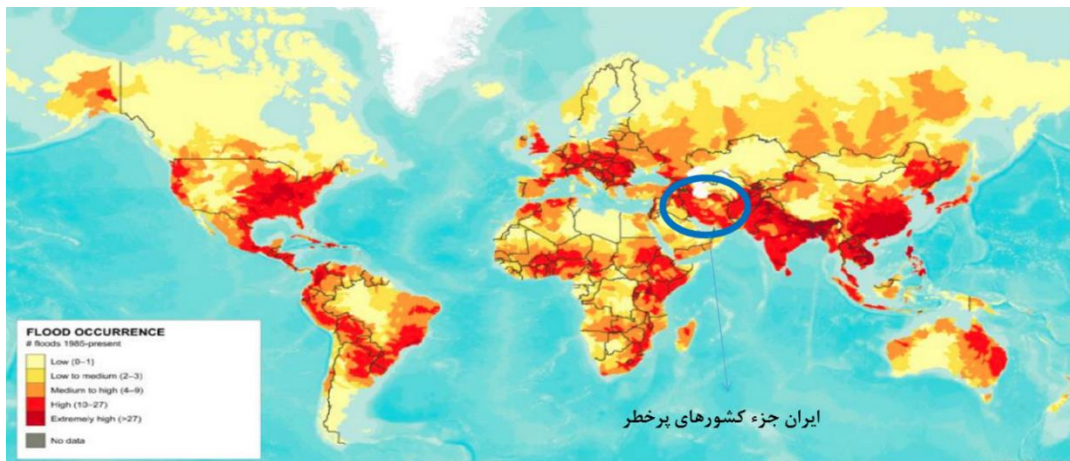 FLOOD OCCURRENCE
# floods 1985-present
Low (0–1)
Low to medium (2–3)
Medium to high (4–9)
High (10–27)
Extremely high (>27)
No data
ایران جزء کشورهای پرخطر